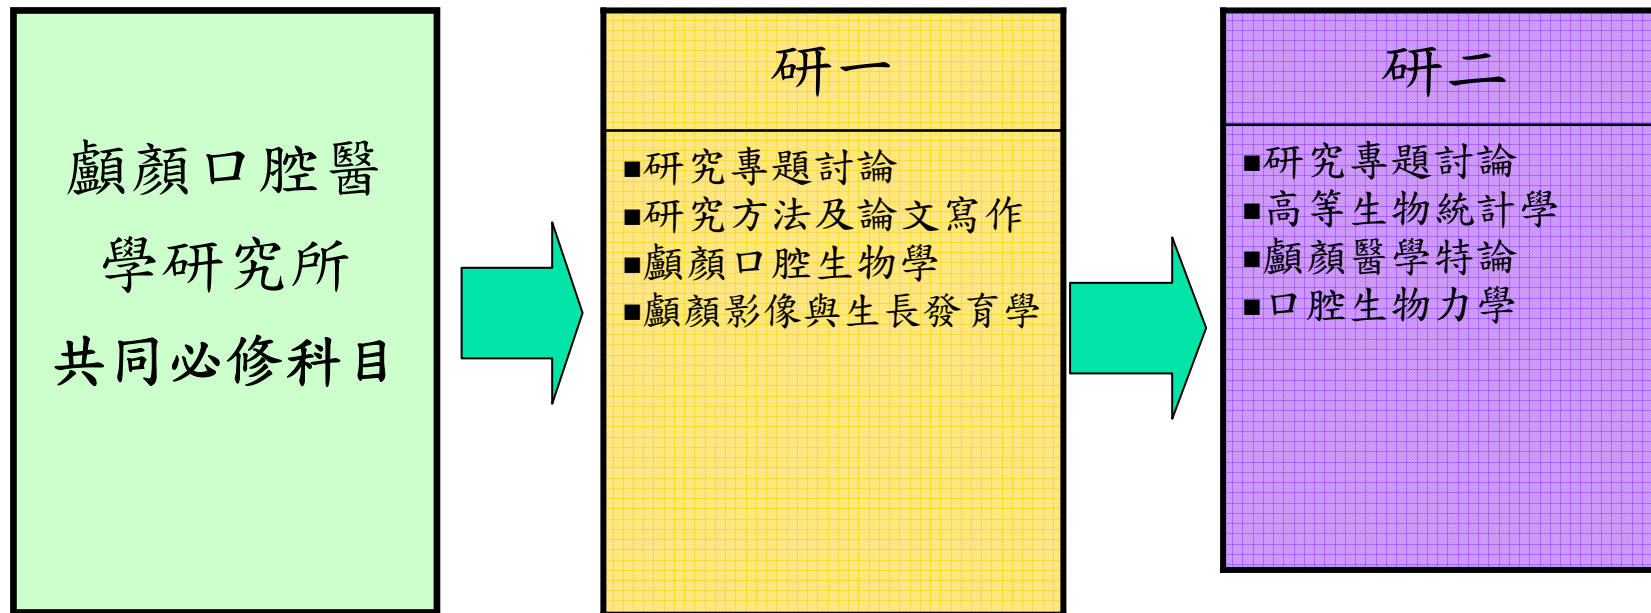 顱顏口腔醫
學研究所
共同必修科目
研一
■研究專題討論
■研究方法及論文寫作
■顱顏口腔生物學
■顱顏影像與生長發育學
研二
■研究專題討論
■高等生物統計學
■顱顏醫學特論
■口腔生物力學